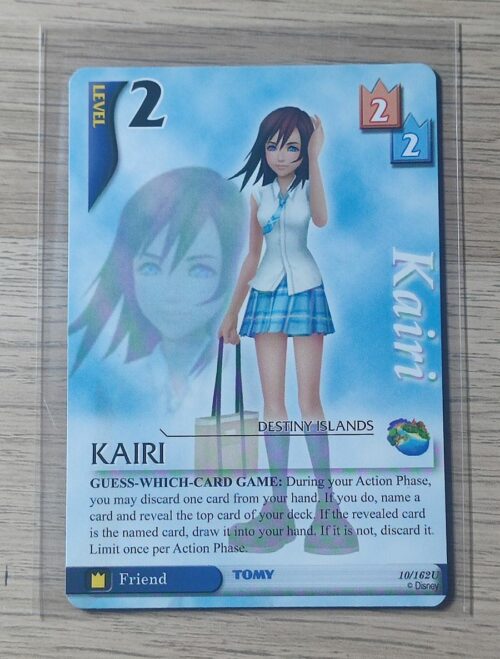 LEVEL
2
2
2
Kairi
DESTINY ISLANDS
KAIRI
GUESS-WHICH-CARD GAME: During your Action Phase,
you may discard one card from your hand. If you do, name a
card and reveal the top card of your deck. If the revealed card
is the named card, draw it into your hand. If it is not, discard it.
Limit once per Action Phase.
Friend
TOMY
10/162U
© Disney